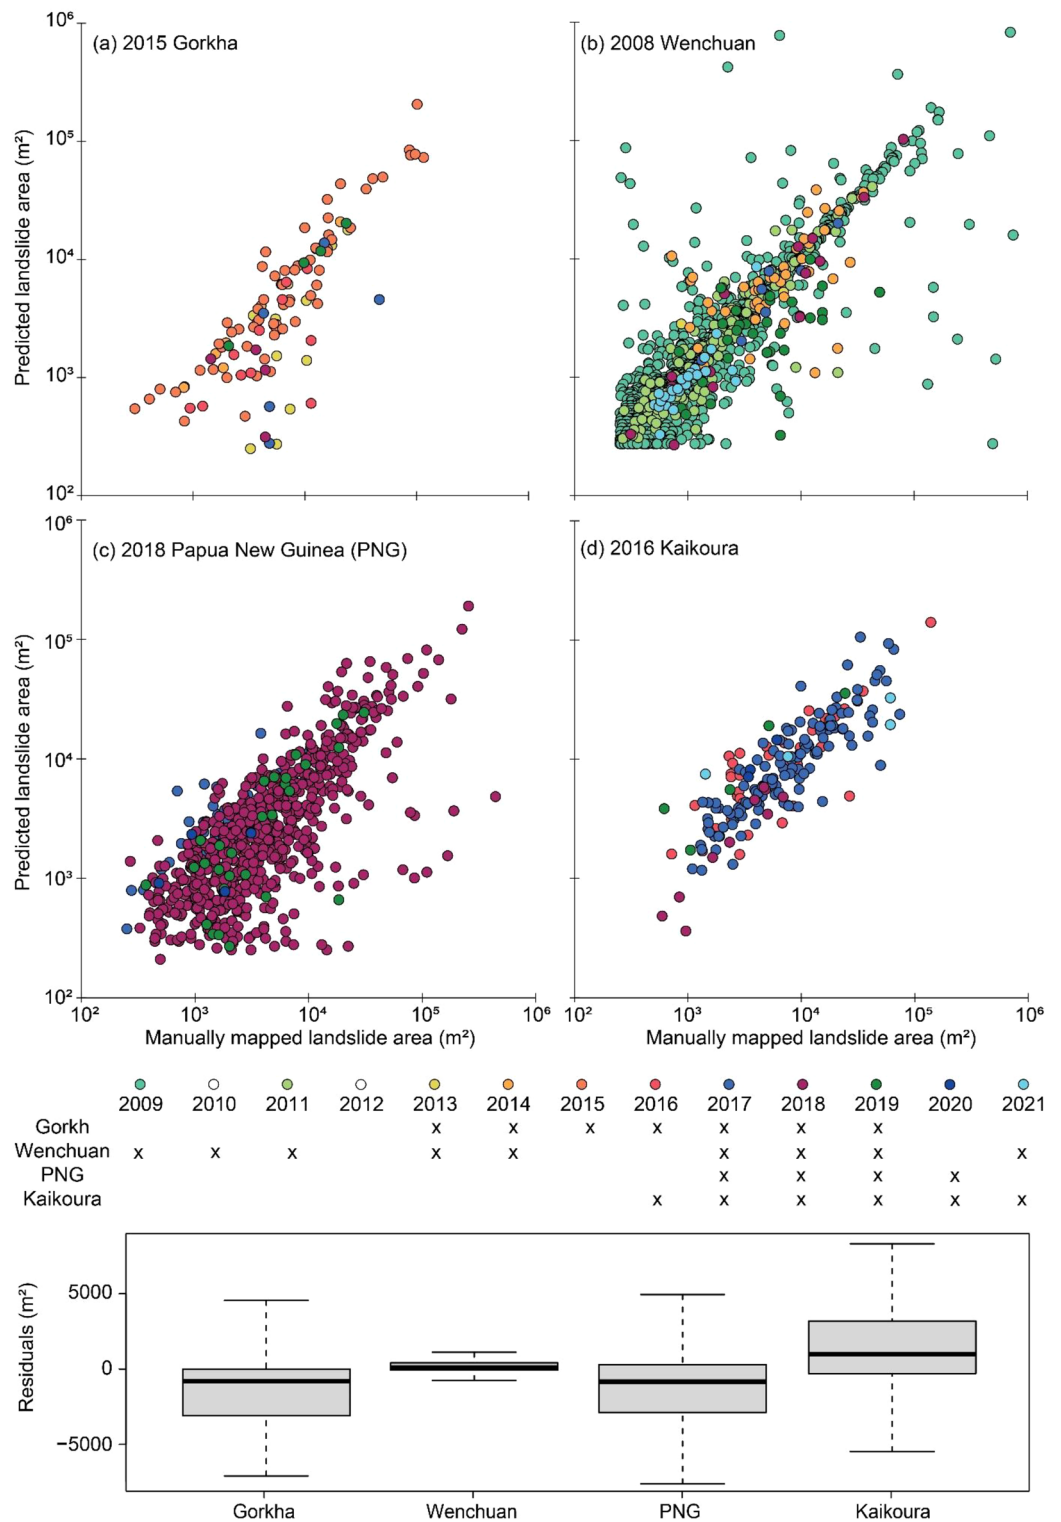 (a) 2015 Gorkha
(b) 2008 Wenchuan
Predicted landslide area (m²)
10⁶
10⁵
10⁴
10³
10²
(c) 2018 Papua New Guinea (PNG)
(d) 2016 Kaikoura
Predicted landslide area (m²)
10⁶
10⁵
10⁴
10³
10²
10² 10³ 10⁴ 10⁵ 10⁶ 10² 10³ 10⁴ 10⁵ 10⁶
Manually mapped landslide area (m²) Manually mapped landslide area (m²)
2009 2010 2011 2012 2013 2014 2015 2016 2017 2018 2019 2020 2021
Gorkh x x x x x x x
Wenchuan x x x x x x x x x
PNG x x x x
Kaikoura x x x x x x
Residuals (m²)
5000
0
−5000
Gorkha Wenchuan PNG Kaikoura